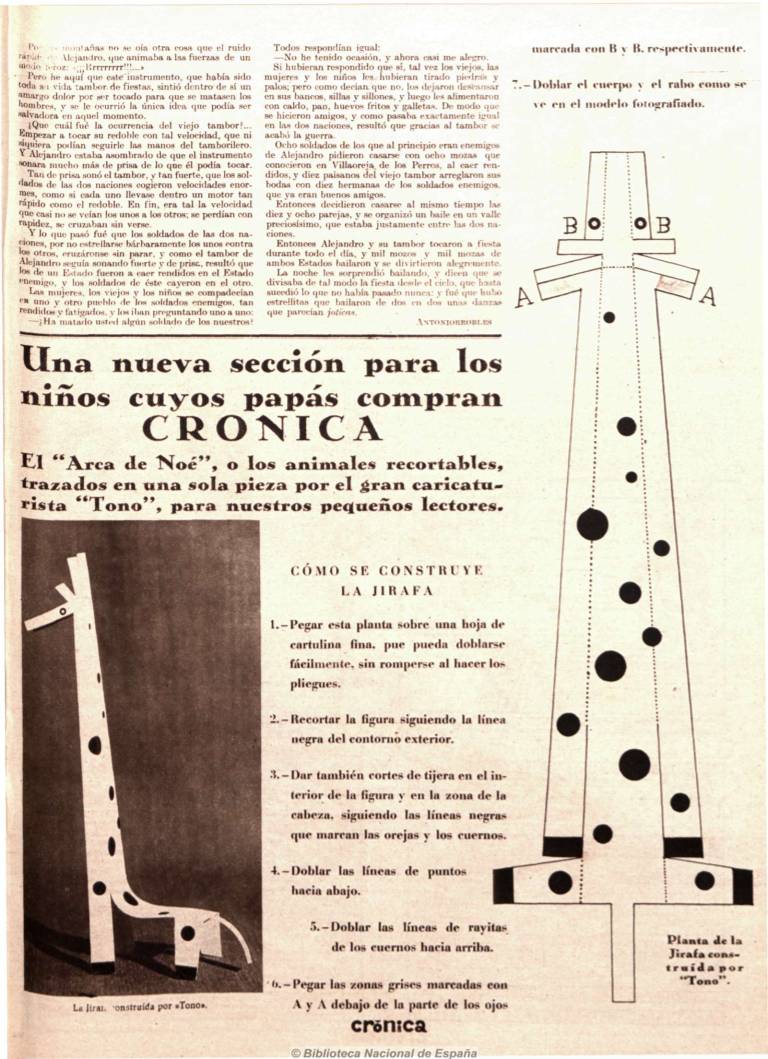 montañas no se oía otra cosa que el ruido
Alejandro, que animaba a las fuerzas de un
¡¡¡Rrrrrrrr!!!...»
Pero he aquí que este instrumento, que había sido
toda su vida tambor de fiestas, sintió dentro de sí un
amargo dolor por ser tocado para que se matasen los
hombres, y se le ocurrió la única idea que podía ser
salvadora en aquel momento.
¿Que cuál fué la ocurrencia del viejo tambor?...
Empezar a tocar su redoble con tal velocidad, que ni
siquiera podían seguirle las manos del tamborilero.
Y Alejandro estaba asombrado de que el instrumento
sonara mucho más de prisa de lo que él podía tocar.
Tan de prisa sonó el tambor, y tan fuerte, que los sol-
dados de las dos naciones cogieron velocidades enor-
mes, como si cada uno llevase dentro un motor tan
rápido como el redoble. En fin, era tal la velocidad
que casi no se veían los unos a los otros; se perdían con
rapidez, se cruzaban sin verse.
Y lo que pasó fué que los soldados de las dos na-
ciones, por no estrellarse bárbaramente los unos contra
los otros, cruzáronse sin parar, y como el tambor de
Alejandro seguía sonando fuerte y de prisa, resultó que
los de un Estado fueron a caer rendidos en el Estado
enemigo, y los soldados de éste cayeron en el otro.
Las mujeres, los viejos y los niños se compadecían
en uno y otro pueblo de los soldados enemigos, tan
rendidos y fatigados, y los iban preguntando uno a uno:
—¿Ha matado usted algún soldado de los nuestros?
Todos respondían igual:
—No he tenido ocasión, y ahora casi me alegro.
Si hubieran respondido que sí, tal vez los viejos, las
mujeres y los niños les hubieran tirado piedras y
palos; pero como decían que no, los dejaron descansar
en sus bancos, sillas y sillones, y luego les alimentaron
con caldo, pan, huevos fritos y galletas. De modo que
se hicieron amigos, y como pasaba exactamente igual
en las dos naciones, resultó que gracias al tambor se
acabó la guerra.
Ocho soldados de los que al principio eran enemigos
de Alejandro pidieron casarse con ocho mozas que
conocieron en Villaoreja de los Perros, al caer ren-
didos, y diez paisanos del viejo tambor arreglaron sus
bodas con diez hermanas de los soldados enemigos,
que ya eran buenos amigos.
Entonces decidieron casarse al mismo tiempo las
diez y ocho parejas, y se organizó un baile en un valle
preciosísimo, que estaba justamente entre las dos na-
ciones.
Entonces Alejandro y su tambor tocaron a fiesta
durante todo el día, y mil mozos y mil mozas de
ambos Estados bailaron y se divirtieron alegremente.
La noche les sorprendió bailando, y dicen que se
divisaba de tal modo la fiesta desde el cielo, que hasta
sucedió lo que no había pasado nunca: y fué que hubo
estrellitas que bailaron de dos en dos unas danzas
que parecían joticas.
ANTONIORROBLES
Una nueva sección para los
niños cuyos papás compran
CRONICA
El "Arca de Noé", o los animales recortables,
trazados en una sola pieza por el gran caricatu-
rista "Tono", para nuestros pequeños lectores.
La construída por «Tono».
CÓMO SE CONSTRUYE
LA JIRAFA
1.–Pegar esta planta sobre una hoja de
cartulina fina, pue pueda doblarse
fácilmente, sin romperse al hacer los
pliegues.
2.–Recortar la figura siguiendo la línea
negra del contorno exterior.
3.–Dar también cortes de tijera en el in-
terior de la figura y en la zona de la
cabeza, siguiendo las líneas negras
que marcan las orejas y los cuernos.
4.–Doblar las líneas de puntos
hacia abajo.
5.–Doblar las líneas de rayitas
de los cuernos hacia arriba.
6.–Pegar las zonas grises marcadas con
A y A debajo de la parte de los ojos
marcada con B y B, respectivamente.
7.–Doblar el cuerpo y el rabo como se
ve en el modelo fotografiado.
B B
A A
Planta de la
Jirafa cons-
truída por
"Tono".
crónica
© Biblioteca Nacional de España